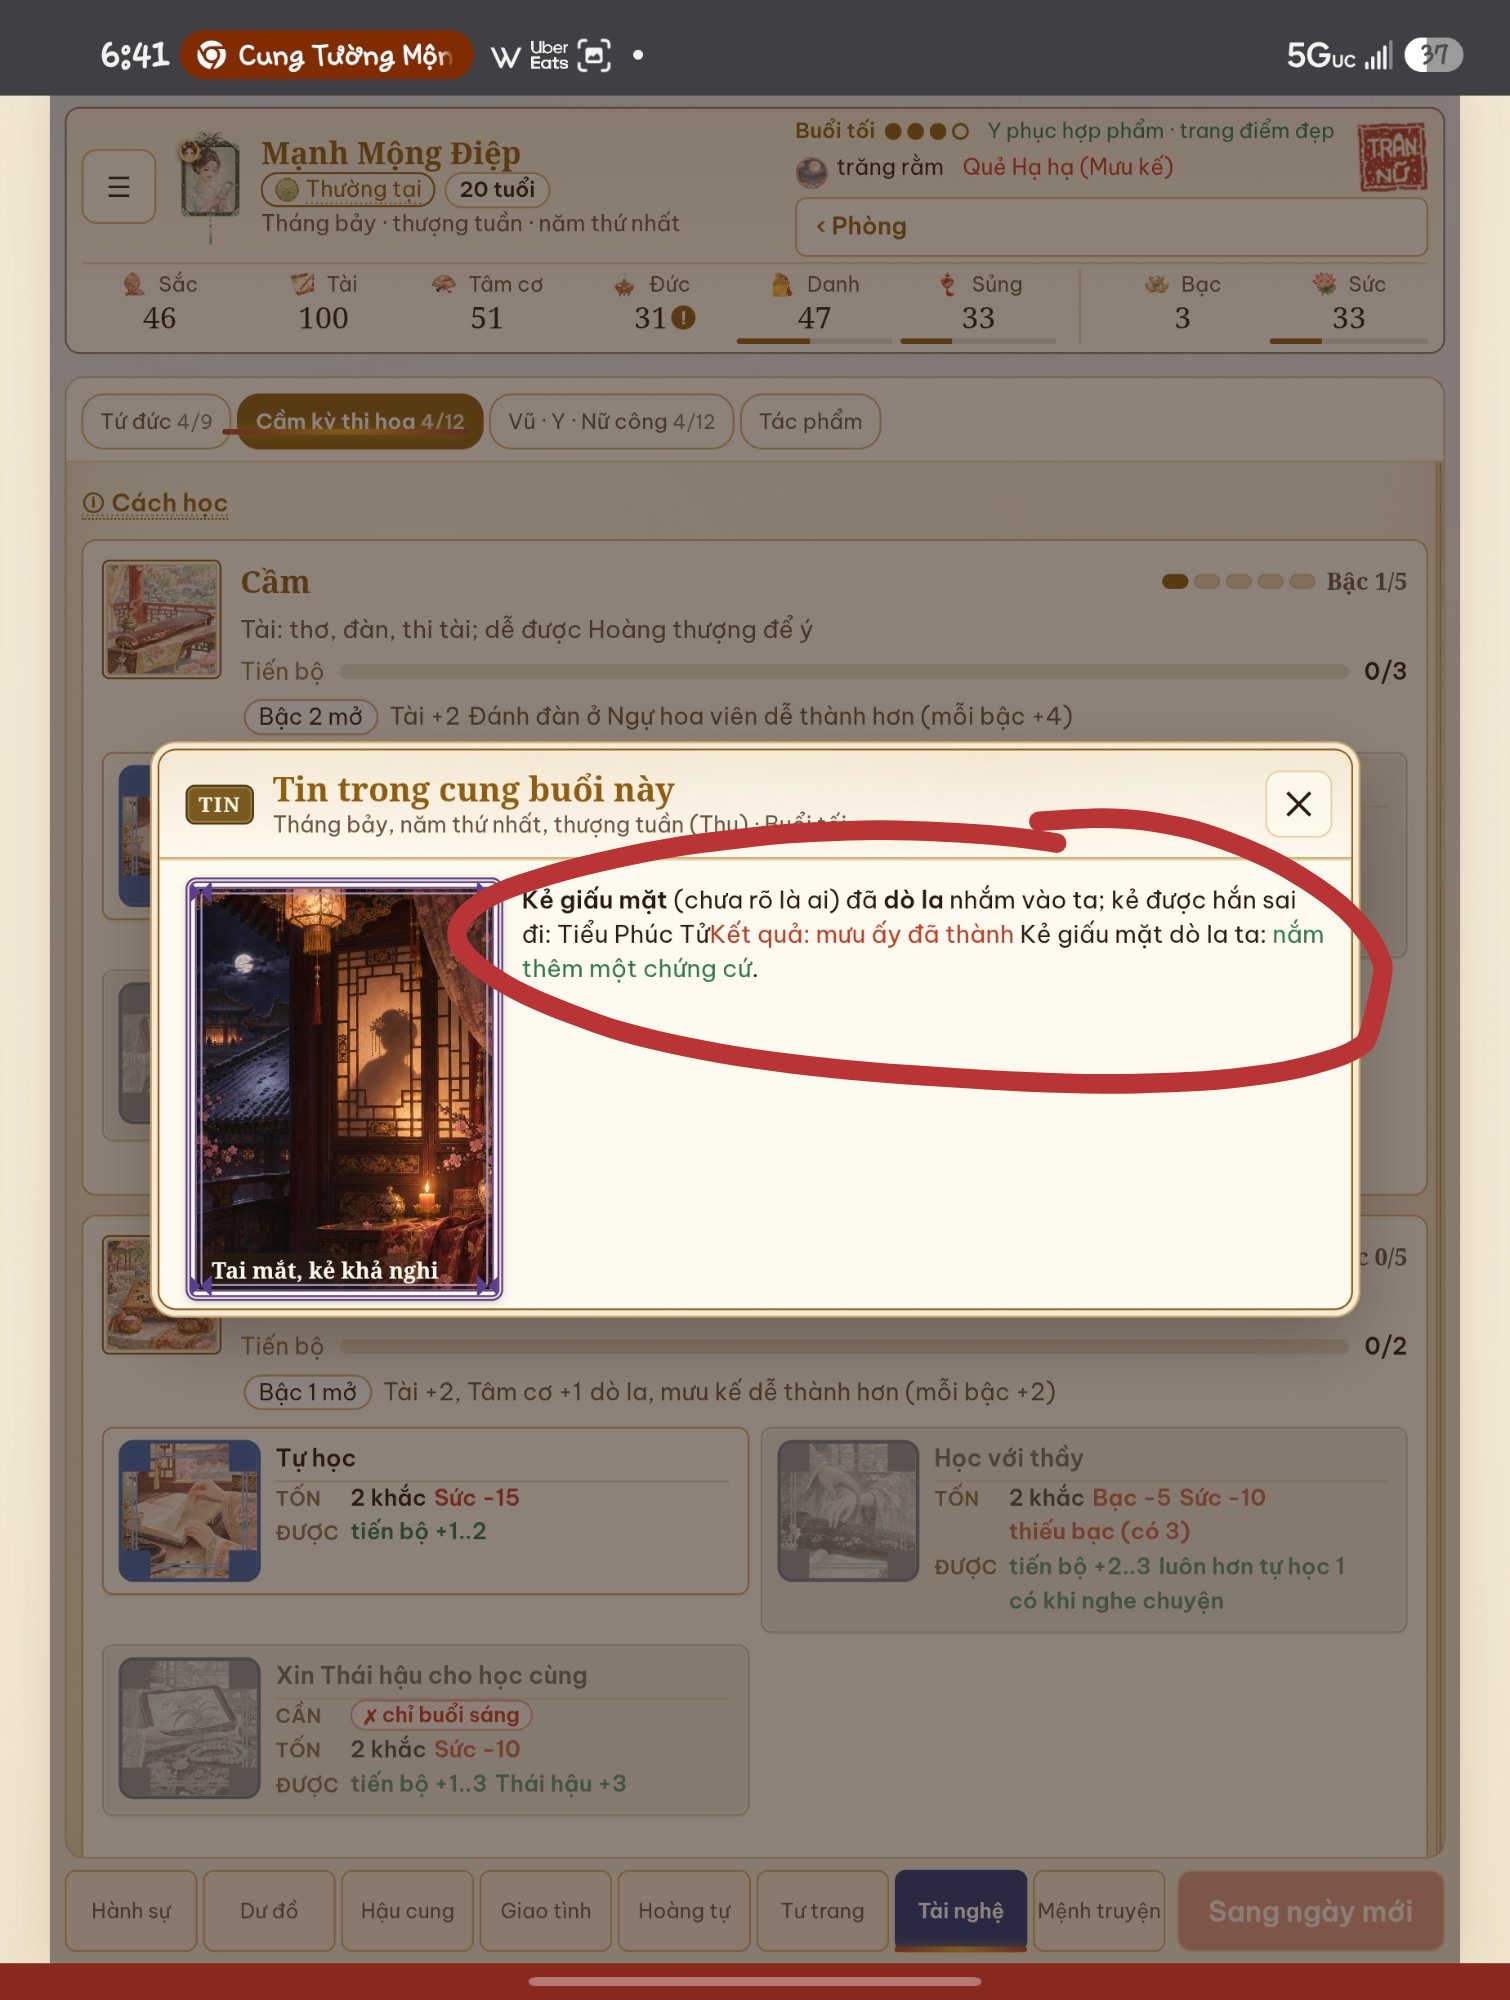 6:41 Cung Tường Mộn W Uber Eats 5GUC 37
Mạnh Mộng Điệp
Thường tại 20 tuổi
Tháng bảy · thượng tuần · năm thứ nhất
Buổi tối Y phục hợp phẩm · trang điểm đẹp
trăng rằm Quẻ Hạ hạ (Mưu kế)
TRÂN NỮ
‹ Phòng
Sắc Tài Tâm cơ Đức Danh Sủng Bạc Sức
46 100 51 31 ! 47 33 3 33
Tứ đức 4/9 Cầm kỳ thi họa 4/12 Vũ · Y · Nữ công 4/12 Tác phẩm
Cách học
Cầm Bậc 1/5
Tài: thơ, đàn, thi tài; dễ được Hoàng thượng để ý
Tiến bộ 0/3
Bậc 2 mở Tài +2 Đánh đàn ở Ngự hoa viên dễ thành hơn (mỗi bậc +4)
TIN Tin trong cung buổi này
Tháng bảy, năm thứ nhất, thượng tuần (Thu) · Buổi tối
Kẻ giấu mặt (chưa rõ là ai) đã dò la nhắm vào ta; kẻ được hắn sai
đi: Tiểu Phúc TửKết quả: mưu ấy đã thành Kẻ giấu mặt dò la ta: nắm
thêm một chứng cứ.
Tai mắt, kẻ khả nghi
c 0/5
Tiến bộ 0/2
Bậc 1 mở Tài +2, Tâm cơ +1 dò la, mưu kế dễ thành hơn (mỗi bậc +2)
Tự học
TỐN 2 khắc Sức -15
ĐƯỢC tiến bộ +1..2
Học với thầy
TỐN 2 khắc Bạc -5 Sức -10
thiếu bạc (có 3)
ĐƯỢC tiến bộ +2..3 luôn hơn tự học 1
có khi nghe chuyện
Xin Thái hậu cho học cùng
CẦN ✗ chỉ buổi sáng
TỐN 2 khắc Sức -10
ĐƯỢC tiến bộ +1..3 Thái hậu +3
Hành sự Dư đồ Hậu cung Giao tình Hoàng tự Tư trang Tài nghệ Mệnh truyện Sang ngày mới